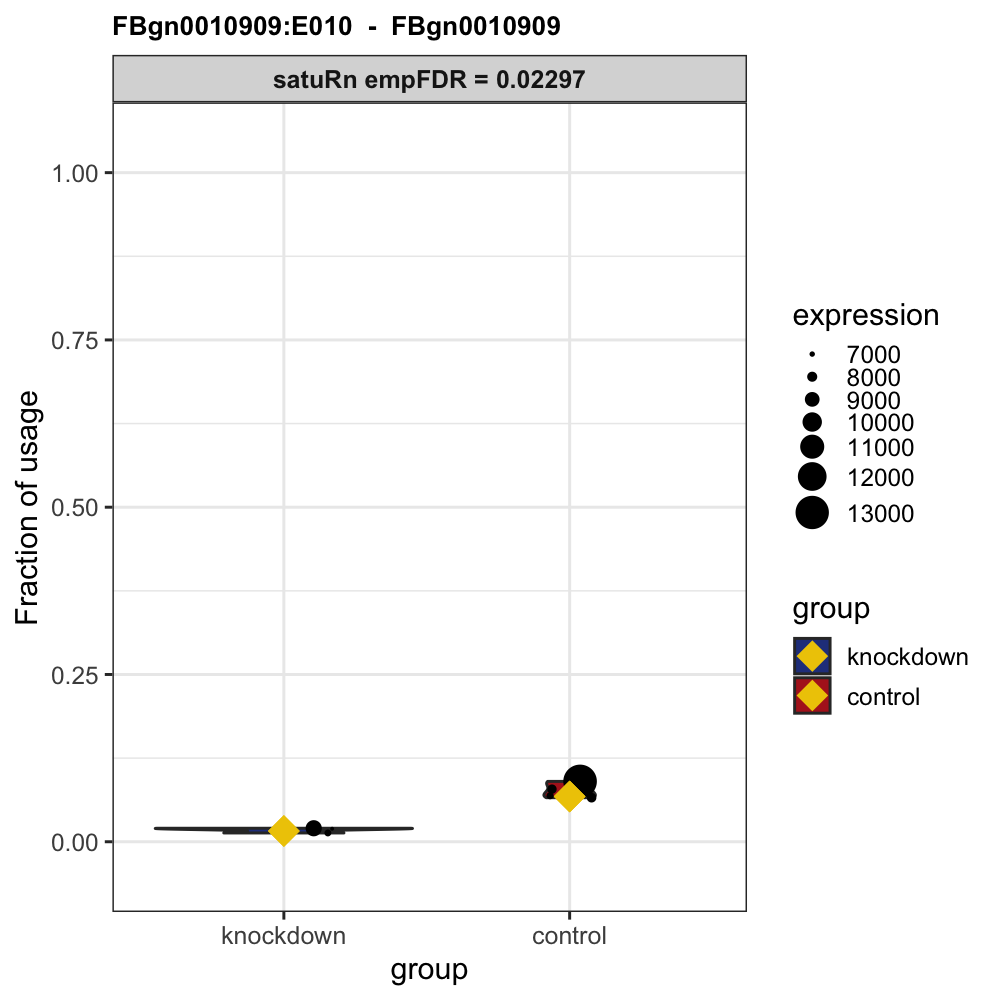 FBgn0010909:E010  -  FBgn0010909
satuRn empFDR = 0.02297
1.00
0.75
0.50
0.25
0.00
Fraction of usage
knockdown
control
group
expression
7000
8000
9000
10000
11000
12000
13000
group
knockdown
control